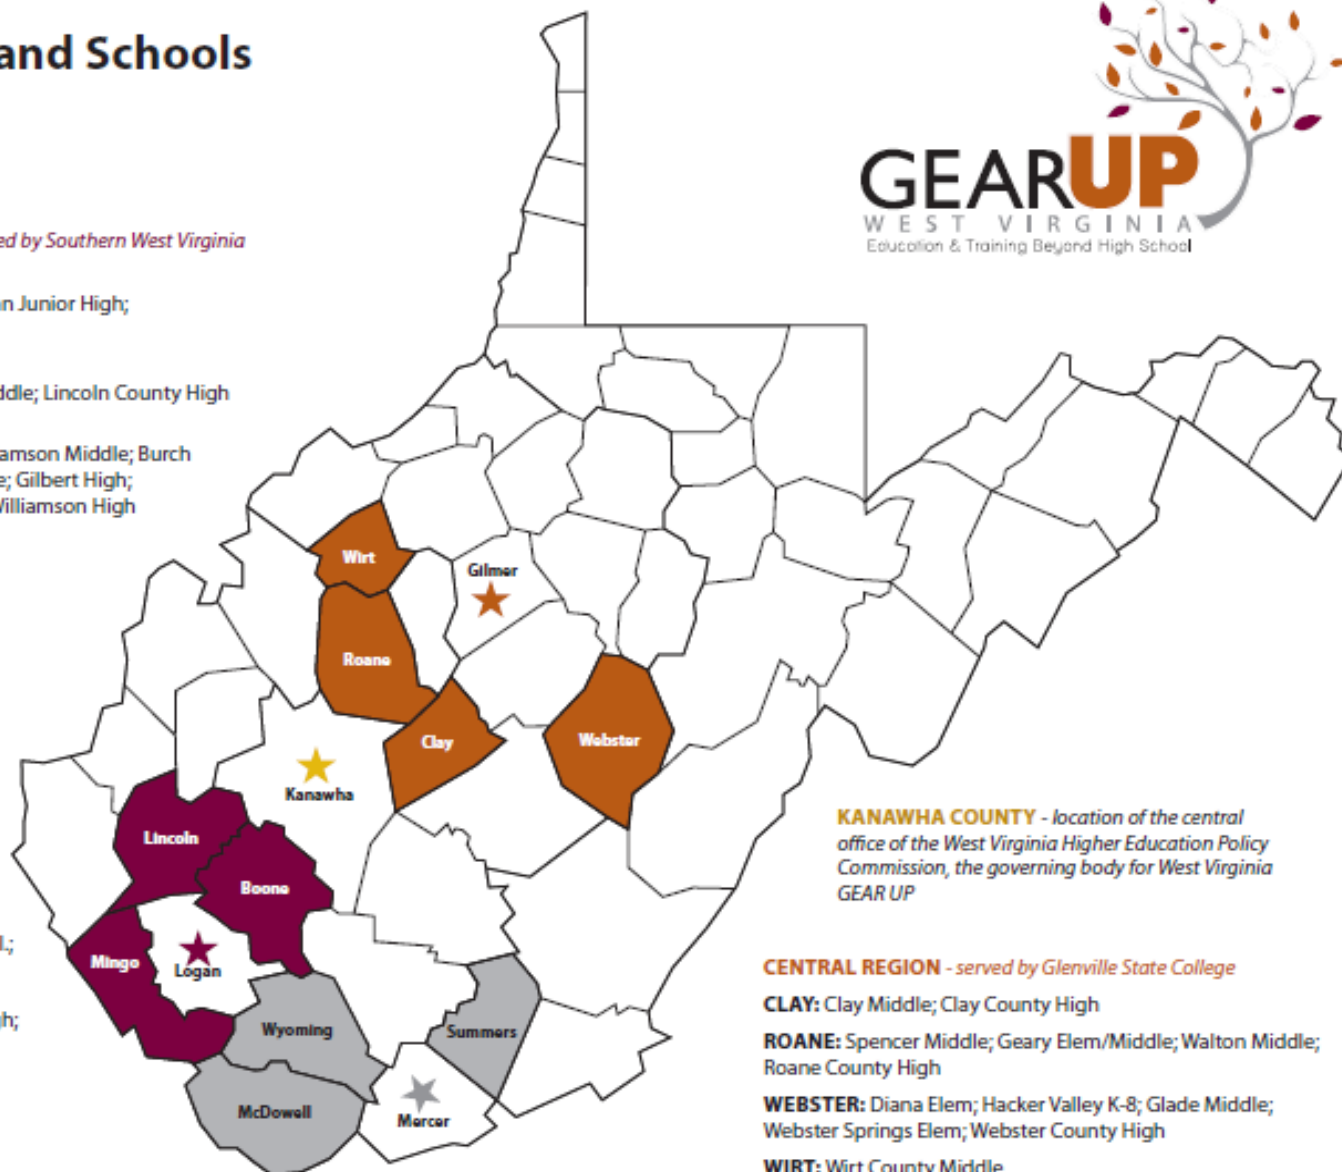 and Schools
GEARUP
WEST VIRGINIA
Education & Training Beyond High School
ed by Southern West Virginia
n Junior High;
ddle; Lincoln County High
amson Middle; Burch
e; Gilbert High;
Williamson High
Wirt
Gilmer
Roane
Clay
Webster
Kanawha
Lincoln
Boone
Mingo
Logan
Wyoming
Summers
McDowell
Mercer
l.;
gh;
KANAWHA COUNTY - location of the central
office of the West Virginia Higher Education Policy
Commission, the governing body for West Virginia
GEAR UP
CENTRAL REGION - served by Glenville State College
CLAY: Clay Middle; Clay County High
ROANE: Spencer Middle; Geary Elem/Middle; Walton Middle;
Roane County High
WEBSTER: Diana Elem; Hacker Valley K-8; Glade Middle;
Webster Springs Elem; Webster County High
WIRT: Wirt County Middle